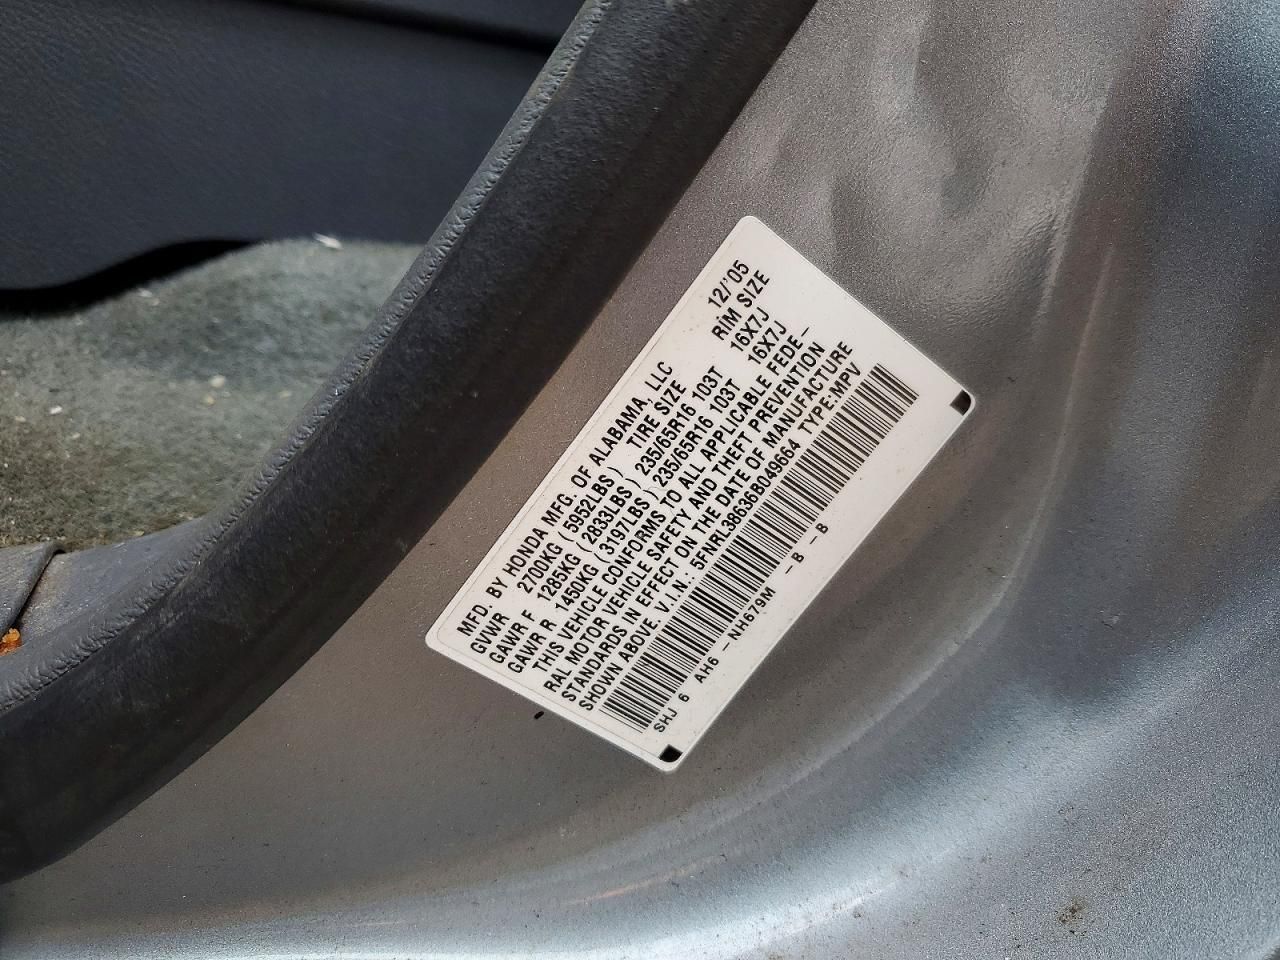 MFD. BY HONDA MFG. OF ALABAMA, LLC 12/'05
GVWR 2700KG (5952LBS) TIRE SIZE RIM SIZE
GAWR F 1285KG (2833LBS) 235/65R16 103T 16X7J
GAWR R 1450KG (3197LBS) 235/65R16 103T 16X7J
THIS VEHICLE CONFORMS TO ALL APPLICABLE FEDE-
RAL MOTOR VEHICLE SAFETY AND THEFT PREVENTION
STANDARDS IN EFFECT ON THE DATE OF MANUFACTURE
SHOWN ABOVE. V.I.N.: 5FNRL38636B049664 TYPE:MPV
SHJ 6 AH6 -NH679M -B -B